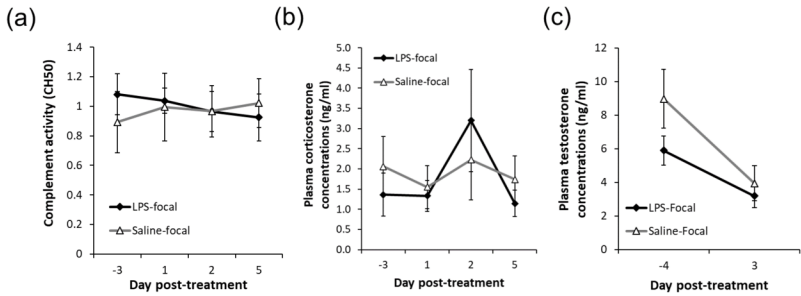 (a)
Complement activity (CH50)
1.4
1.2
1
0.8
0.6
0.4
0.2
0
LPS-focal
Saline-focal
-3 1 2 5
Day post-treatment
(b)
Plasma corticosterone
concentrations (ng/ml)
5.0
4.5
4.0
3.5
3.0
2.5
2.0
1.5
1.0
0.5
0.0
LPS-focal
Saline-focal
-3 1 2 5
Day post-treatment
(c)
Plasma testosterone
concentrations (ng/ml)
12
10
8
6
4
2
0
LPS-Focal
Saline-Focal
-4 3
Day post-treatment